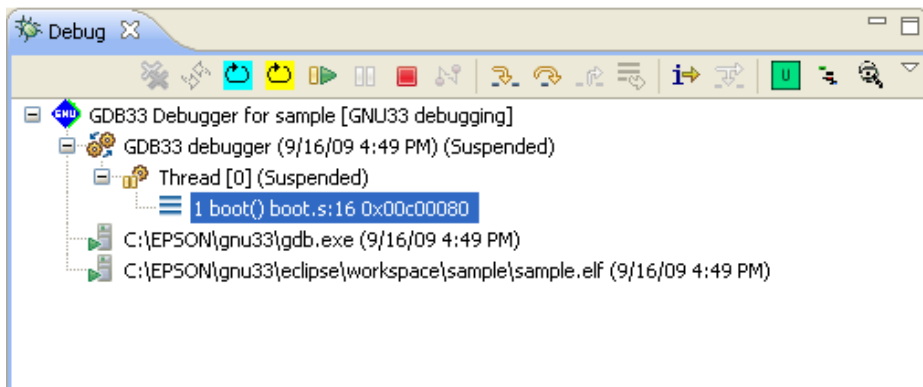 Debug
i
U
GNU GDB33 Debugger for sample [GNU33 debugging]
GDB33 debugger (9/16/09 4:49 PM) (Suspended)
Thread [0] (Suspended)
1 boot() boot.s:16 0x00c00080
C:\EPSON\gnu33\gdb.exe (9/16/09 4:49 PM)
C:\EPSON\gnu33\eclipse\workspace\sample\sample.elf (9/16/09 4:49 PM)